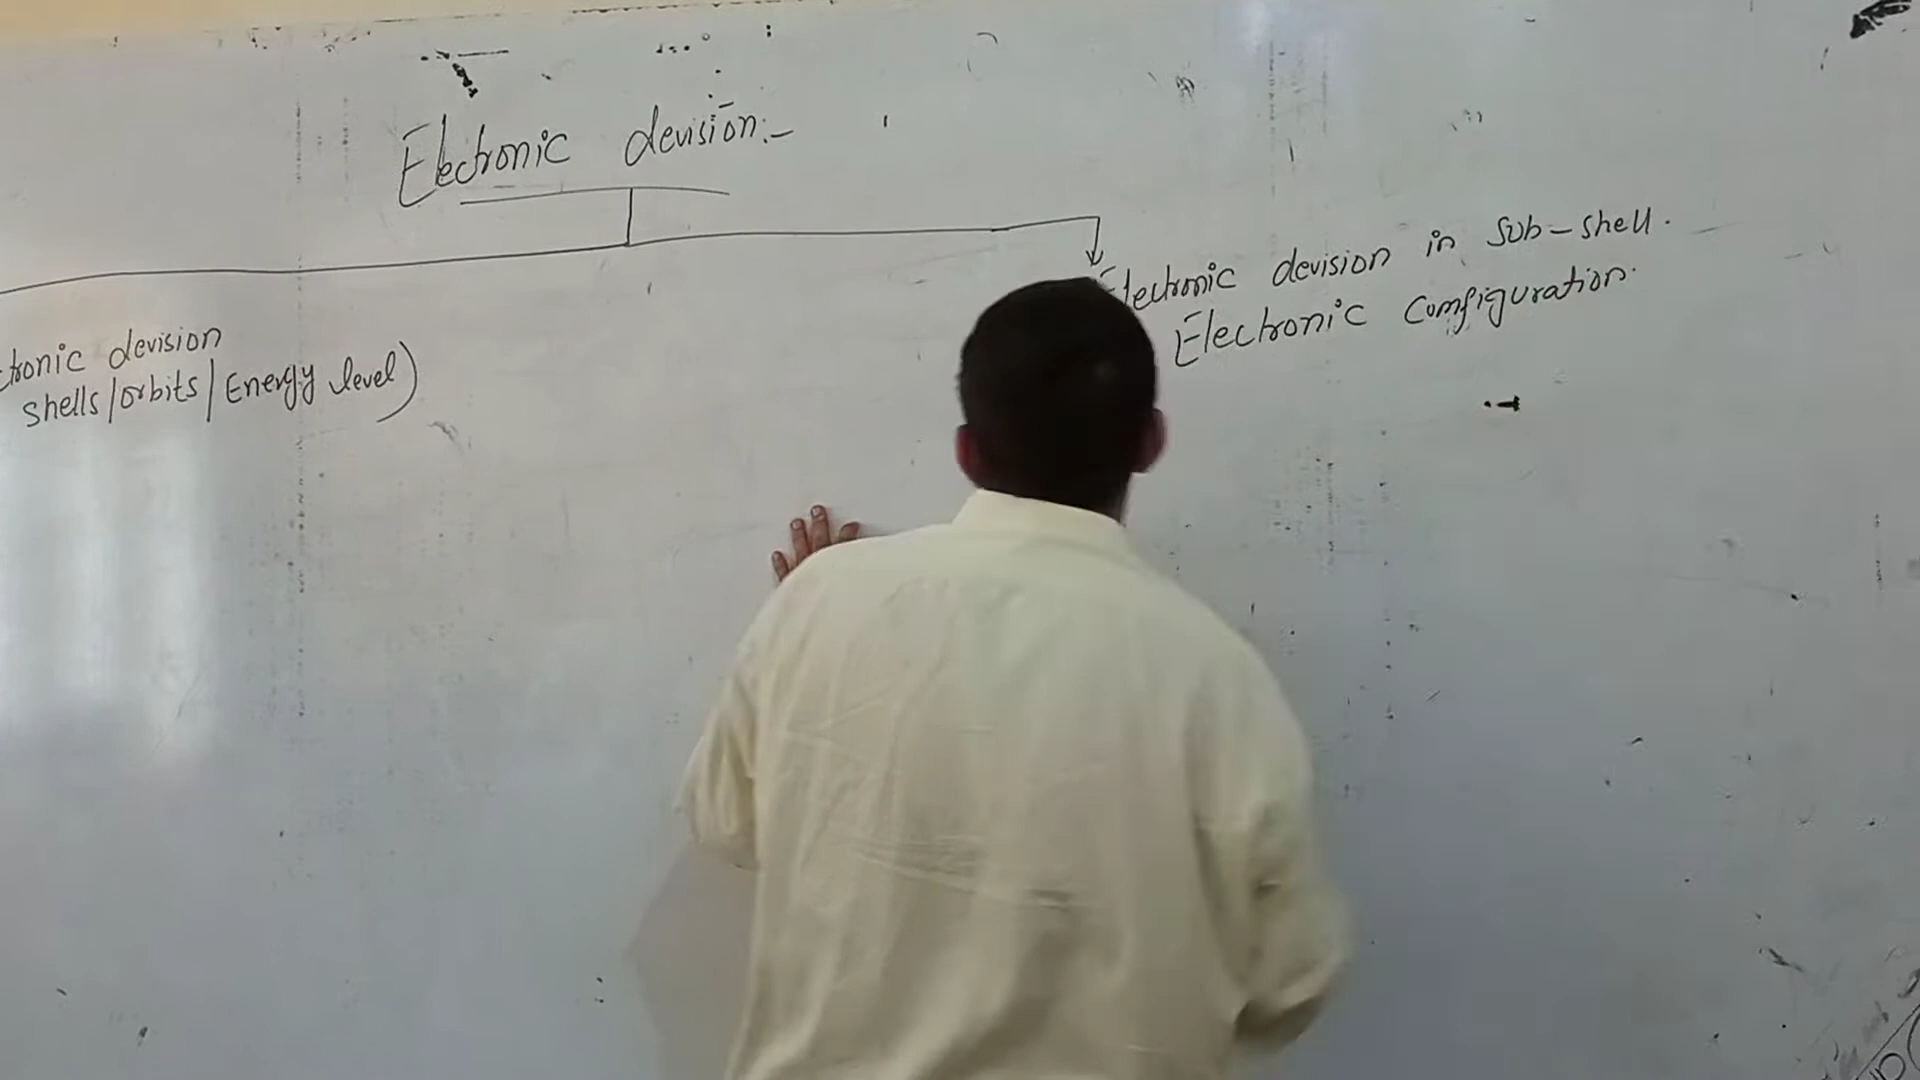 Electronic devision:-
Electronic devision in sub-shell.
Electronic configuration.
tronic devision
shells/orbits/Energy level)